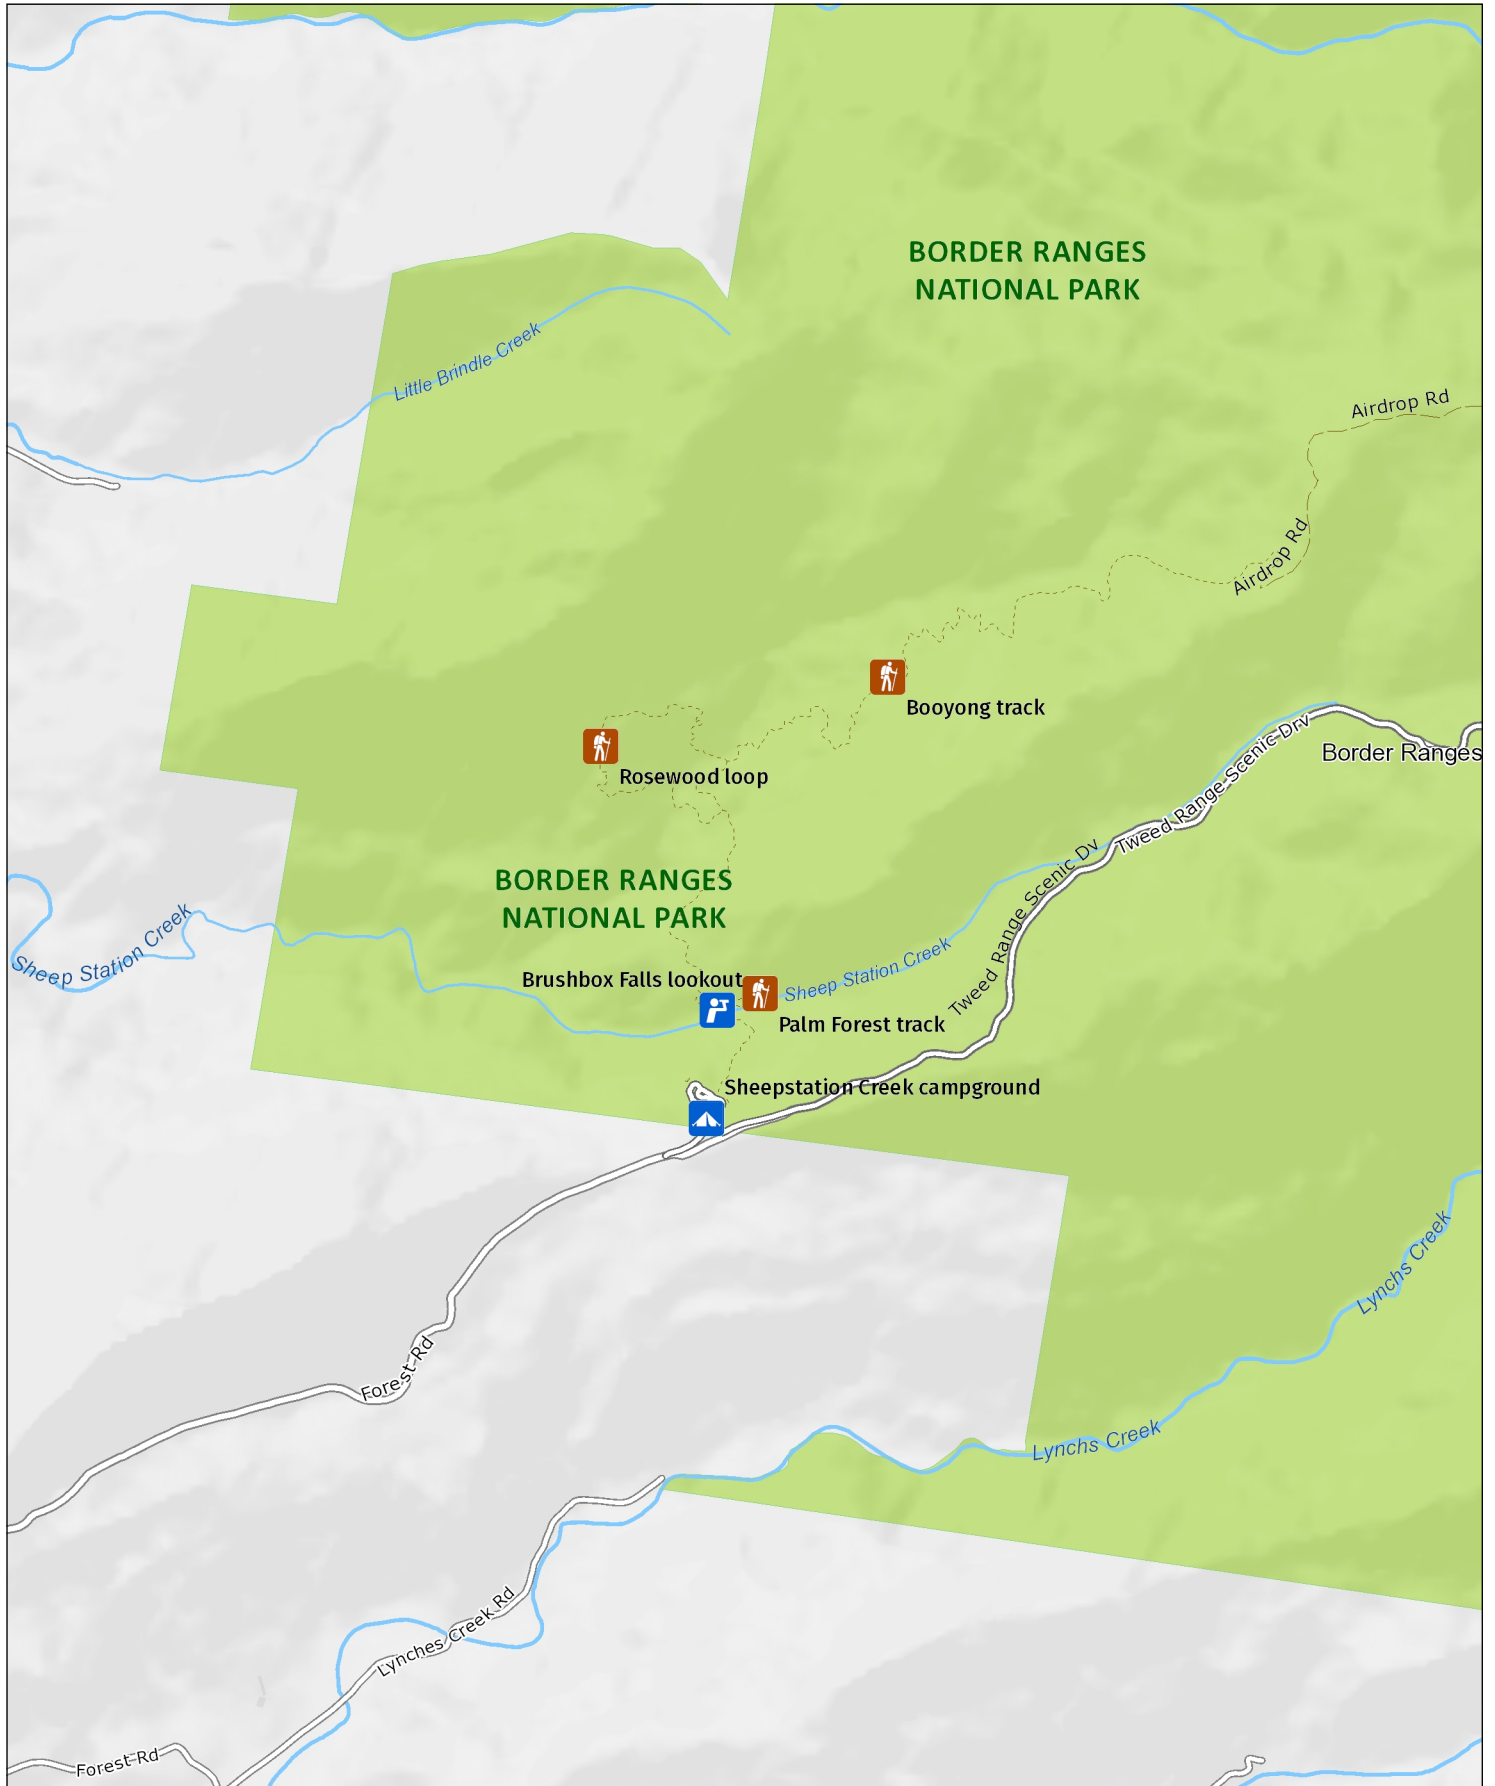 BORDER RANGES
NATIONAL PARK
Little Brindle Creek
Airdrop Rd
Airdrop Rd
Booyong track
Tweed Range Scenic Drv
Border Ranges
Rosewood loop
Tweed Range Scenic Dv
BORDER RANGES
NATIONAL PARK
Sheep Station Creek
Sheep Station Creek
Brushbox Falls lookout
Palm Forest track
Sheepstation Creek campground
Lynchs Creek
Forest Rd
Lynchs Creek
Lynches Creek Rd
Forest Rd